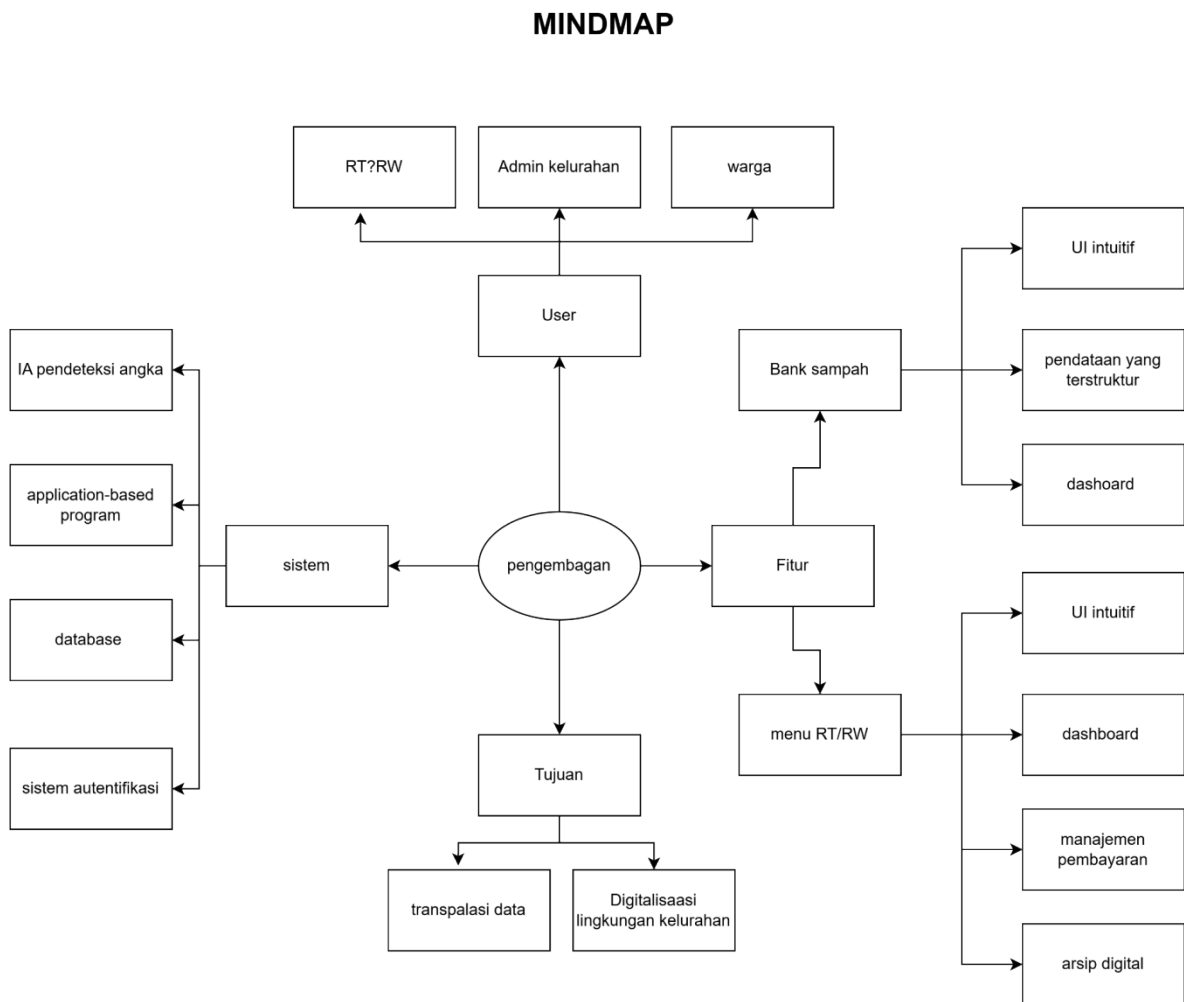 MINDMAP
RT?RW
Admin kelurahan
warga
User
UI intuitif
Bank sampah
pendataan yang
terstruktur
dashoard
IA pendeteksi angka
application-based
program
sistem
database
sistem autentifikasi
pengembagan
Fitur
UI intuitif
menu RT/RW
dashboard
manajemen
pembayaran
arsip digital
Tujuan
transpalasi data
Digitalisaasi
lingkungan kelurahan